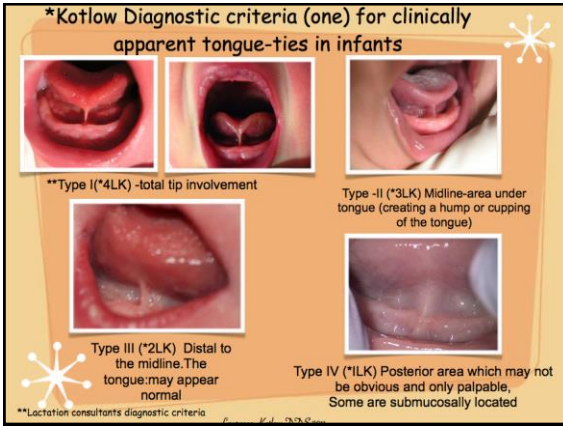 *Kotlow Diagnostic criteria (one) for clinically
apparent tongue-ties in infants
**Type I(*4LK) -total tip involvement
Type -II (*3LK) Midline-area under
tongue (creating a hump or cupping
of the tongue)
Type III (*2LK) Distal to
the midline.The
tongue:may appear
normal
Type IV (*ILK) Posterior area which may not
be obvious and only palpable,
Some are submucosally located
**Lactation consultants diagnostic criteria